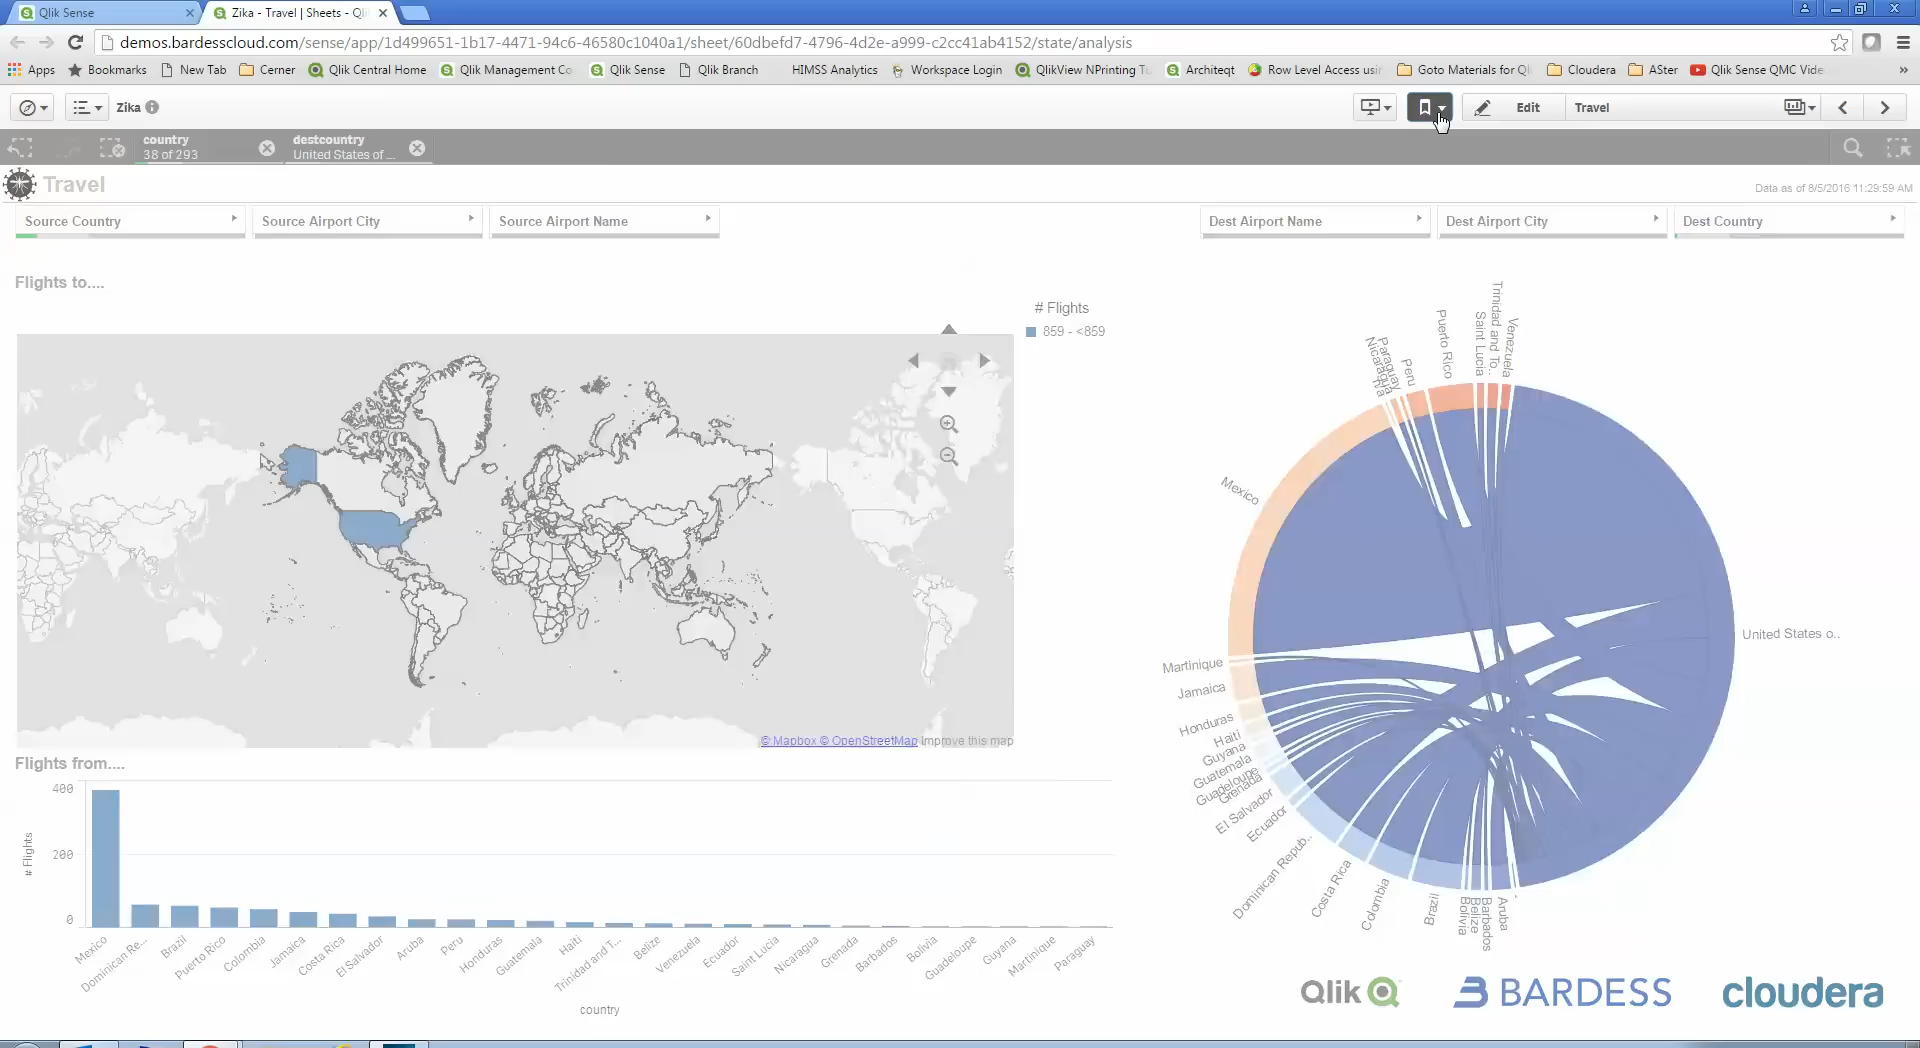 Qlik Sense
Zika - Travel | Sheets - Qli
demos.bardesscloud.com/sense/app/1d499651-1b17-4471-94c6-46580c1040a1/sheet/60dbefd7-4796-4d2e-a999-c2cc41ab4152/state/analysis
Apps Bookmarks New Tab Cerner Qlik Central Home Qlik Management Co Qlik Sense Qlik Branch HIMSS Analytics Workspace Login QlikView NPrinting Tu Architeqt Row Level Access usin Goto Materials for Ql Cloudera ASter Qlik Sense QMC Vide »
Zika
Edit
Travel
country
38 of 293
destcountry
United States of ...
Travel
Data as of 8/5/2016 11:29:59 AM
Source Country
Source Airport City
Source Airport Name
Dest Airport Name
Dest Airport City
Dest Country
Flights to....
# Flights
859 - <859
© Mapbox © OpenStreetMap Improve this map
Flights from....
# Flights
400
200
0
Mexico
Dominican Re...
Brazil
Puerto Rico
Colombia
Jamaica
Costa Rica
El Salvador
Aruba
Peru
Honduras
Guatemala
Haiti
Trinidad and T...
Belize
Venezuela
Ecuador
Saint Lucia
Nicaragua
Grenada
Barbados
Bolivia
Guadeloupe
Guyana
Martinique
Paraguay
country
Nicaragua
Paraguay
Peru
Puerto Rico
Saint Lucia
Trinidad and To..
Venezuela
United States o..
Mexico
Martinique
Jamaica
Honduras
Haiti
Guyana
Guatemala
Guadeloupe
Grenada
El Salvador
Ecuador
Dominican Repub..
Costa Rica
Colombia
Brazil
Bolivia
Belize
Barbados
Aruba
Qlik
BARDESS
cloudera